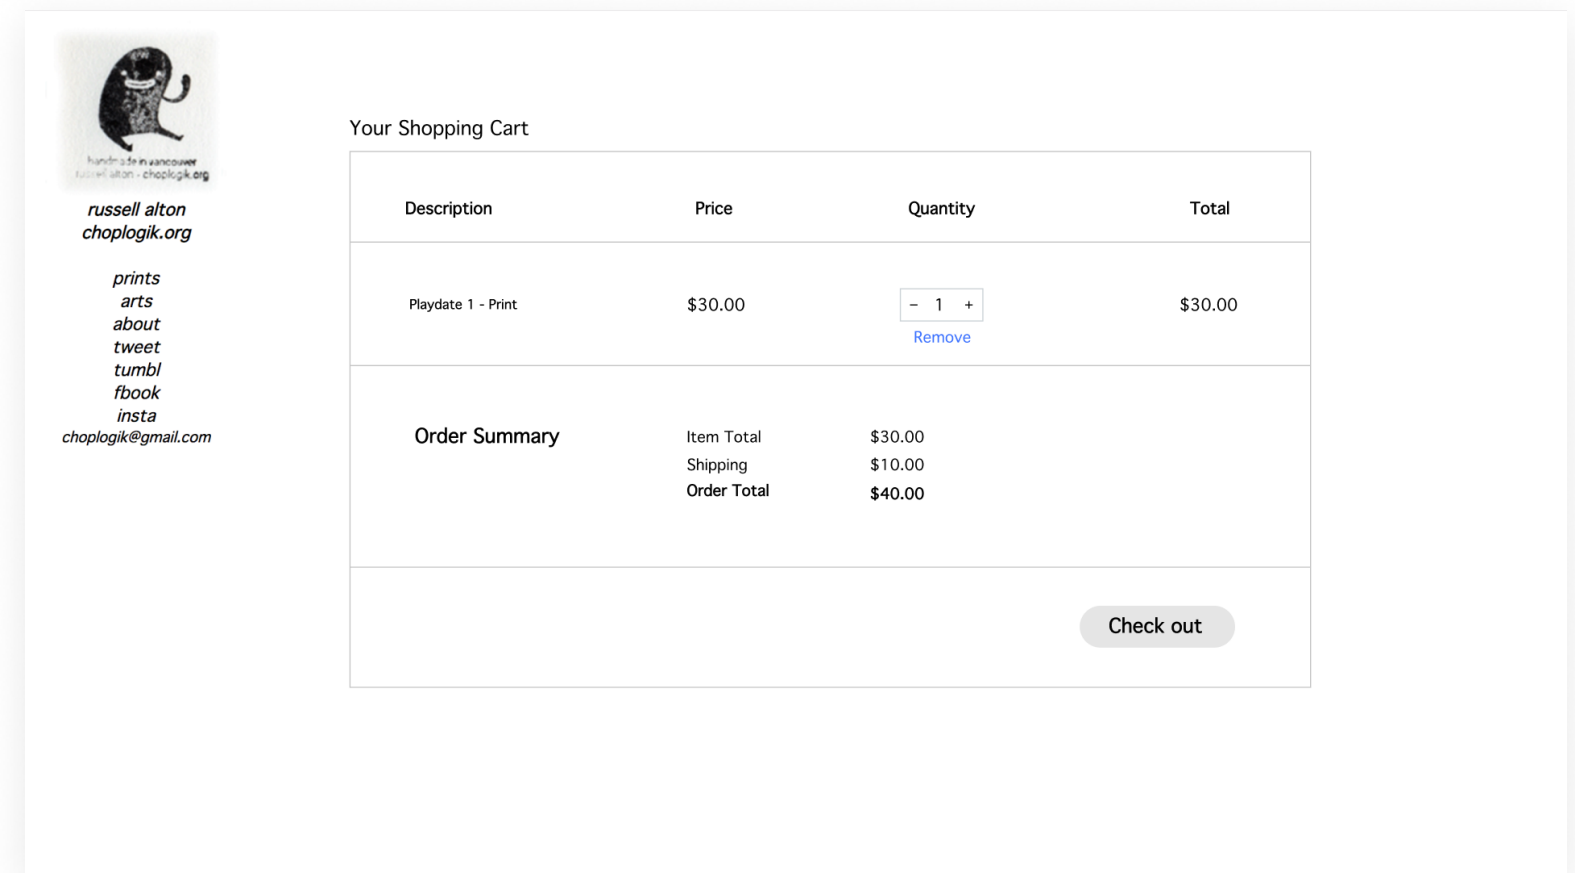 handmade in vancouver
russell alton - choplogik.org
russell alton
choplogik.org
prints
arts
about
tweet
tumbl
fbook
insta
choplogik@gmail.com
Your Shopping Cart
Description Price Quantity Total
Playdate 1 - Print $30.00 − 1 + $30.00
Remove
Order Summary Item Total $30.00
Shipping $10.00
Order Total $40.00
Check out